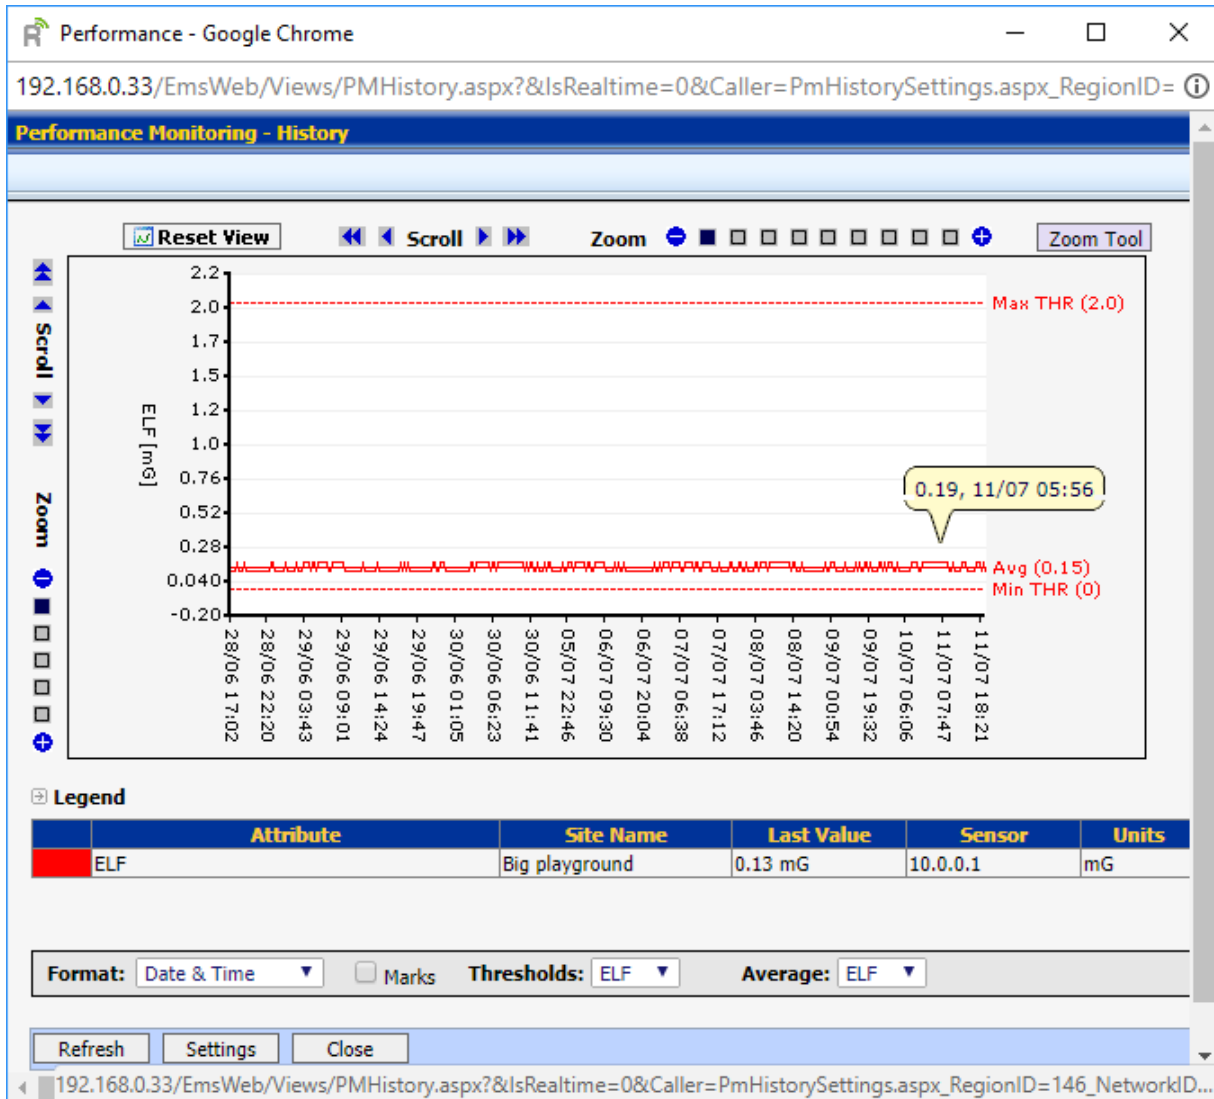 Performance - Google Chrome
192.168.0.33/EmsWeb/Views/PMHistory.aspx?&IsRealtime=0&Caller=PmHistorySettings.aspx_RegionID=
Performance Monitoring - History
Reset View Scroll Zoom Zoom Tool
Scroll
Zoom
ELF [mG]
2.2
2.0
1.7
1.5
1.2
1.0
0.76
0.52
0.28
0.040
-0.20
Max THR (2.0)
0.19, 11/07 05:56
Avg (0.15)
Min THR (0)
28/06 17:02
28/06 22:20
29/06 03:43
29/06 09:01
29/06 14:24
29/06 19:47
30/06 01:05
30/06 06:23
30/06 11:41
05/07 22:46
06/07 09:30
06/07 20:04
07/07 06:38
07/07 17:12
08/07 03:46
08/07 14:20
09/07 00:54
09/07 19:32
10/07 06:06
11/07 07:47
11/07 18:21
Legend
Attribute Site Name Last Value Sensor Units
ELF Big playground 0.13 mG 10.0.0.1 mG
Format: Date & Time Marks Thresholds: ELF Average: ELF
Refresh Settings Close
192.168.0.33/EmsWeb/Views/PMHistory.aspx?&IsRealtime=0&Caller=PmHistorySettings.aspx_RegionID=146_NetworkID...